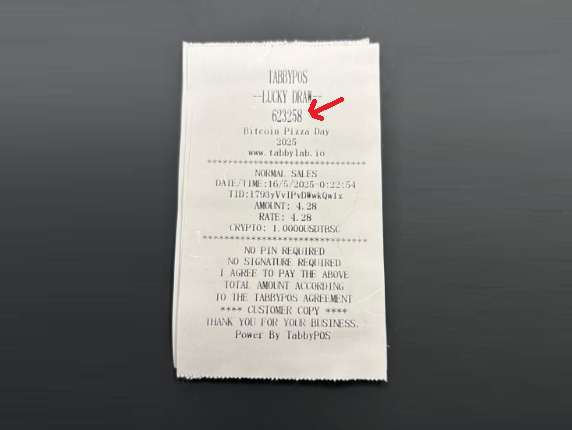 TABBYPOS
--LUCKY DRAW--
623258
Bitcoin Pizza Day
2025
www.tabbylab.io
****************************************
NORMAL SALES
DATE/TIME:16/5/2025-0:22:54
TID:1793yVvIPvDWwkQwlx
AMOUNT: 4.28
RATE: 4.28
CRYPTO: 1.0000USDTBSC
****************************************
NO PIN REQUIRED
NO SIGNATURE REQUIRED
I AGREE TO PAY THE ABOVE
TOTAL AMOUNT ACCORDING
TO THE TABBYPOS AGREEMENT
**** CUSTOMER COPY ****
THANK YOU FOR YOUR BUSINESS.
Power By TabbyPOS